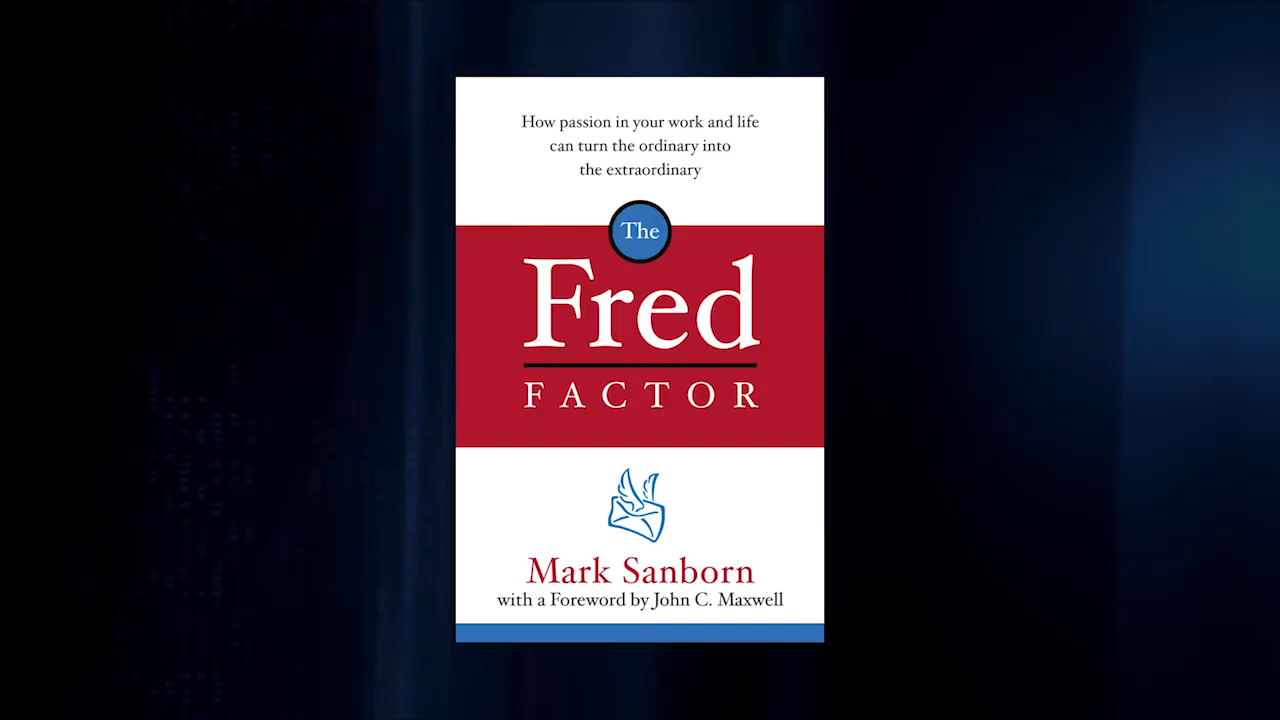 How passion in your work and life
can turn the ordinary into
the extraordinary
The
Fred
FACTOR
Mark Sanborn
with a Foreword by John C. Maxwell